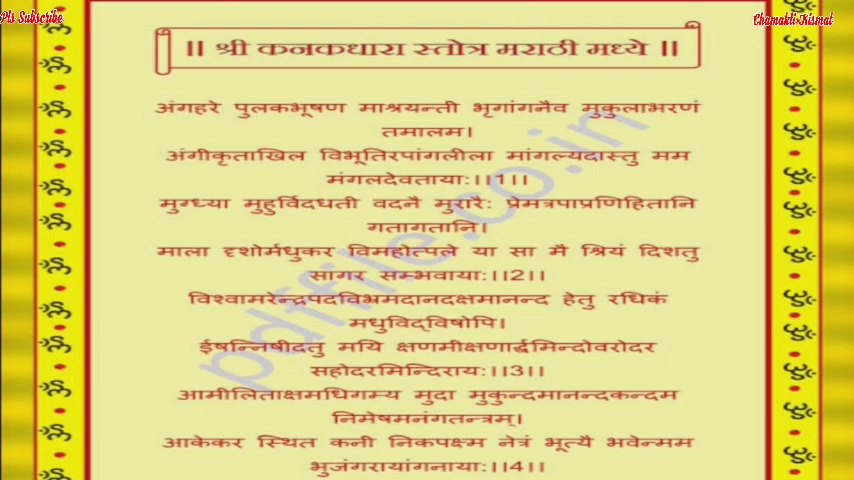 Pls Subscribe
Chamakti Kismat
|| श्री कनकधारा स्तोत्र मराठी मध्ये ||
अंगहरे पुलकभूषण माश्रयन्ती भृगांगनैव मुकुलाभरणं
तमालम।
अंगीकृताखिल विभूतिरपांगलीला मांगल्यदास्तु मम
मंगलदेवतायाः।।1।।
मुग्ध्या मुहुर्विदधती वदनै मुरारैः प्रेमत्रपाप्रणिहितानि
गतागतानि।
माला दृशोर्मधुकर विमहोत्पले या सा मै श्रियं दिशतु
सागर सम्भवायाः।।2।।
विश्वामरेन्द्रपदविभ्रमदानदक्षमानन्द हेतु रधिकं
मधुविद्विषोपि।
ईषन्निषीदतु मयि क्षणमीक्षणार्द्धमिन्दोवरोदर
सहोदरमिन्दिरायः।।3।।
आमीलिताक्षमधिगम्य मुदा मुकुन्दमानन्दकन्दम
निमेषमनंगतन्त्रम्।
आकेकर स्थित कनी निकपक्ष्म नेत्रं भूत्यै भवेन्मम
भुजंगरायांगनायाः।।4।।
pdffile.co.in